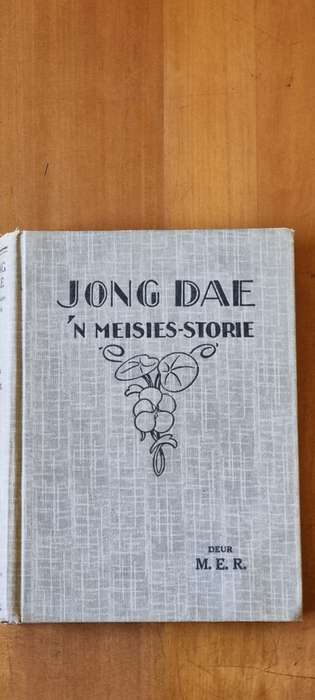 JONG DAE
'N MEISIES-STORIE
DEUR
M. E. R.